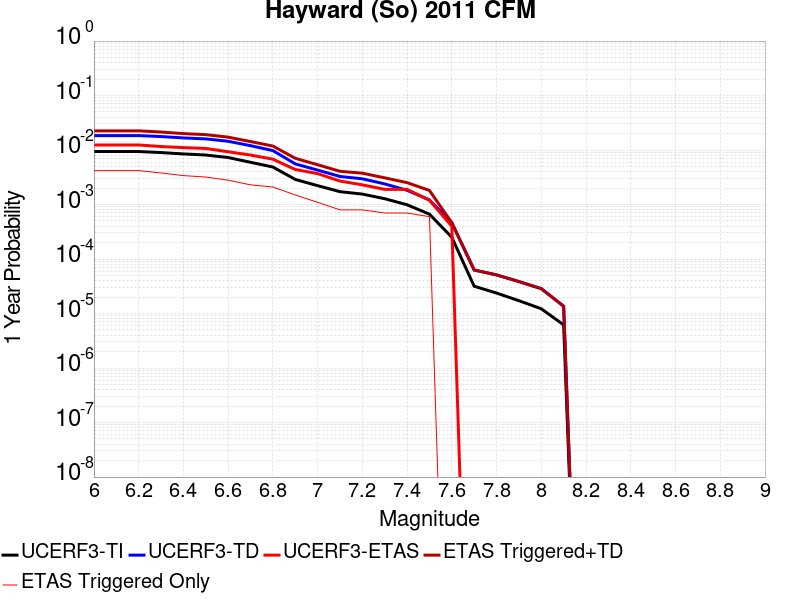 Hayward (So) 2011 CFM
1 Year Probability
10^0
10^-1
10^-2
10^-3
10^-4
10^-5
10^-6
10^-7
10^-8
6 6.2 6.4 6.6 6.8 7 7.2 7.4 7.6 7.8 8 8.2 8.4 8.6 8.8 9
Magnitude
UCERF3-TI UCERF3-TD UCERF3-ETAS ETAS Triggered+TD
ETAS Triggered Only